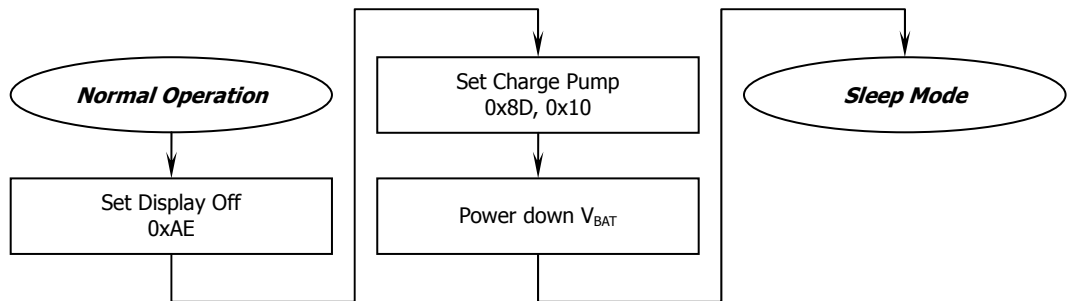 Normal Operation
Set Display Off
0xAE
Set Charge Pump
0x8D, 0x10
Power down VBAT
Sleep Mode